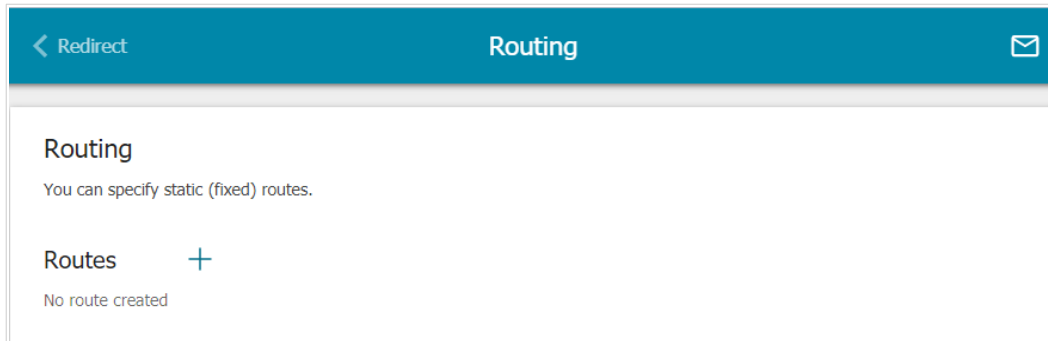 Redirect
Routing
Routing
You can specify static (fixed) routes.
Routes
No route created